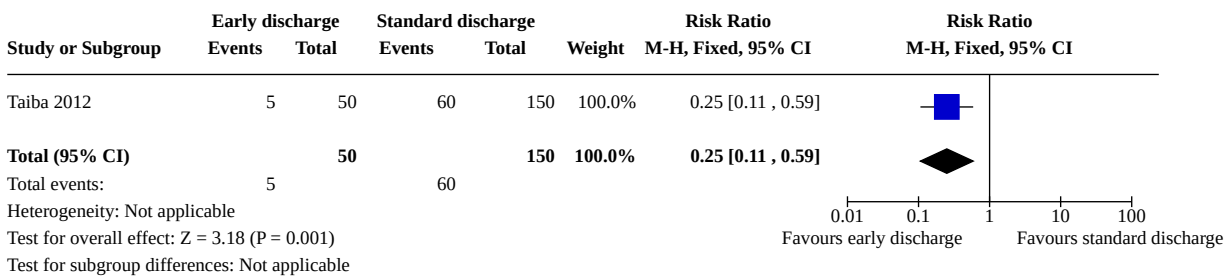 Early discharge Standard discharge Risk Ratio Risk Ratio
Study or Subgroup Events Total Events Total Weight M-H, Fixed, 95% CI M-H, Fixed, 95% CI
Taiba 2012 5 50 60 150 100.0% 0.25 [0.11 , 0.59]
Total (95% CI) 50 150 100.0% 0.25 [0.11 , 0.59]
Total events: 5 60
Heterogeneity: Not applicable
0.01 0.1 1 10 100
Test for overall effect: Z = 3.18 (P = 0.001)
Favours early discharge Favours standard discharge
Test for subgroup differences: Not applicable